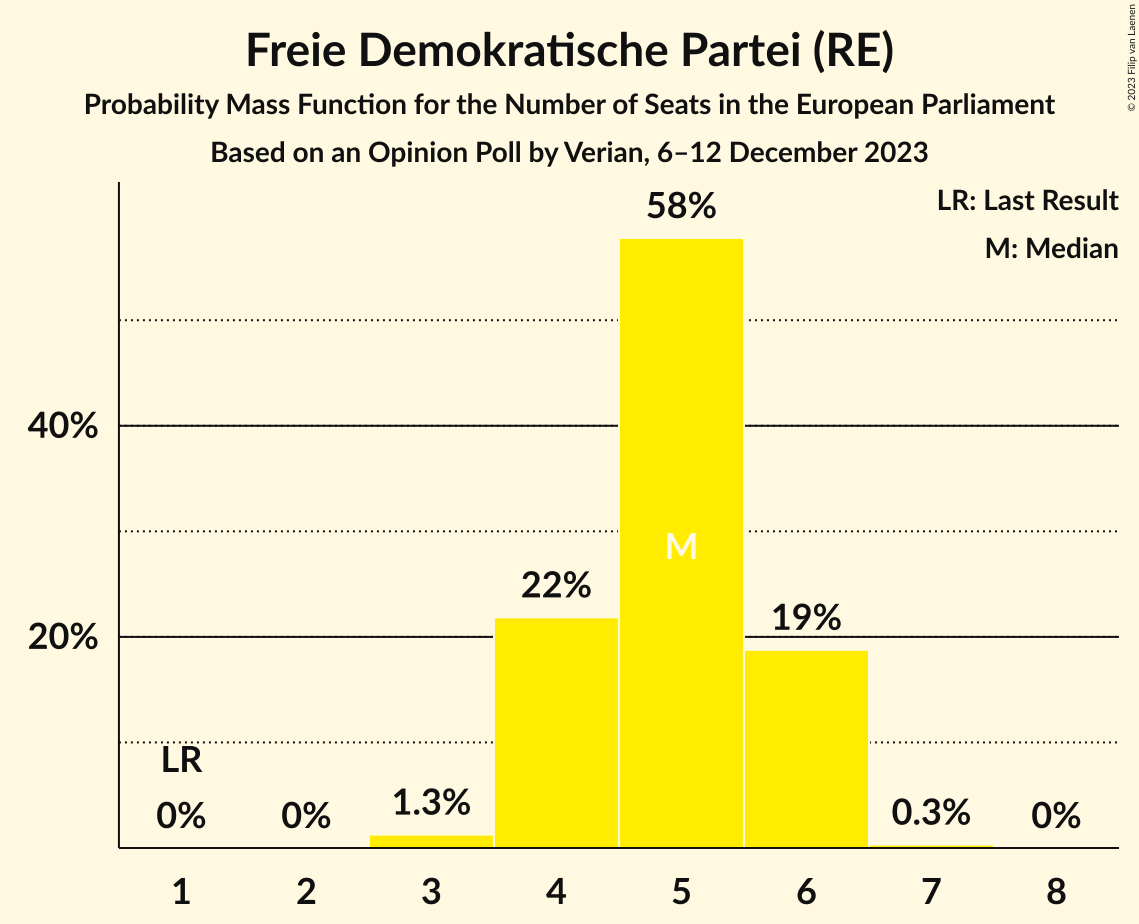 Freie Demokratische Partei (RE)
Probability Mass Function for the Number of Seats in the European Parliament
Based on an Opinion Poll by Verian, 6–12 December 2023
© 2023 Filip van Laenen
LR: Last Result
M: Median
58%
40%
M
22%
19%
20%
LR
0%
0%
1.3%
0.3%
0%
1 2 3 4 5 6 7 8